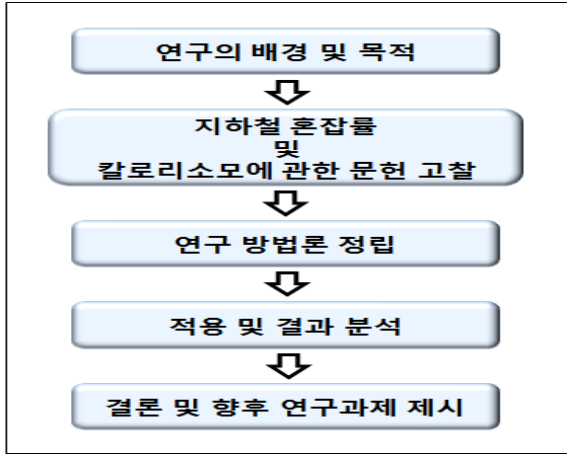 연구의 배경 및 목적
지하철 혼잡률
및
칼로리소모에 관한 문헌 고찰
연구 방법론 정립
적용 및 결과 분석
결론 및 향후 연구과제 제시